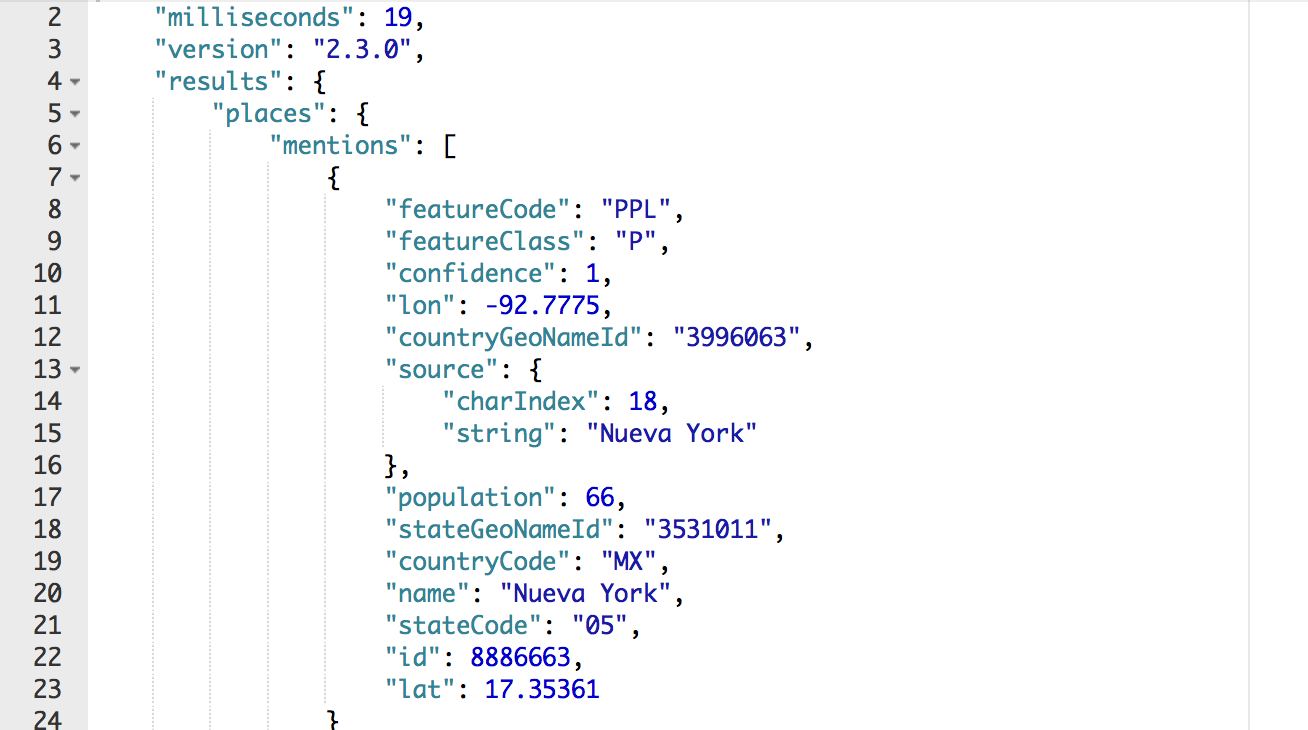 2 "milliseconds": 19,
3 "version": "2.3.0",
4 "results": {
5 "places": {
6 "mentions": [
7 {
8 "featureCode": "PPL",
9 "featureClass": "P",
10 "confidence": 1,
11 "lon": -92.7775,
12 "countryGeoNameId": "3996063",
13 "source": {
14 "charIndex": 18,
15 "string": "Nueva York"
16 },
17 "population": 66,
18 "stateGeoNameId": "3531011",
19 "countryCode": "MX",
20 "name": "Nueva York",
21 "stateCode": "05",
22 "id": 8886663,
23 "lat": 17.35361
24 }